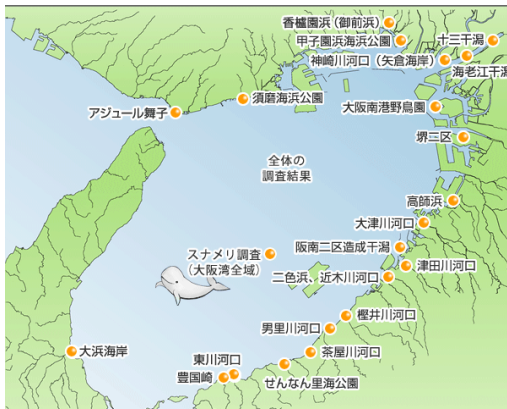 香櫨園浜（御前浜）
甲子園浜海浜公園
十三干潟
神崎川河口（矢倉海岸）
海老江干潟
須磨海浜公園
アジュール舞子
大阪南港野鳥園
堺二区
全体の
調査結果
高師浜
大津川河口
阪南二区造成干潟
スナメリ調査
（大阪湾全域）
津田川河口
二色浜、近木川河口
樫井川河口
男里川河口
大浜海岸
茶屋川河口
東川河口
豊国崎
せんなん里海公園